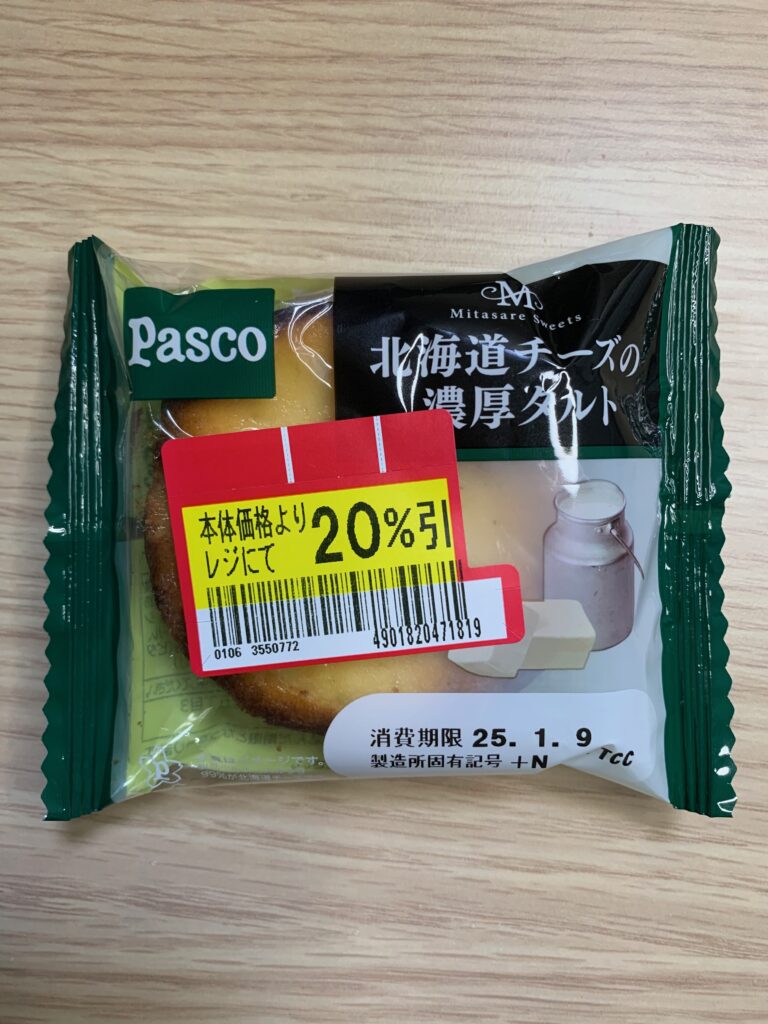 Pasco
M
Mitasare Sweets
北海道チーズの
濃厚タルト
本体価格より
レジにて
20%引
0106 3550772
4901820471819
消費期限 25. 1. 9
製造所固有記号 +N
TCC